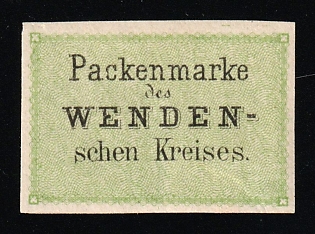 Packenmarke
des
WENDEN-
schen Kreises.